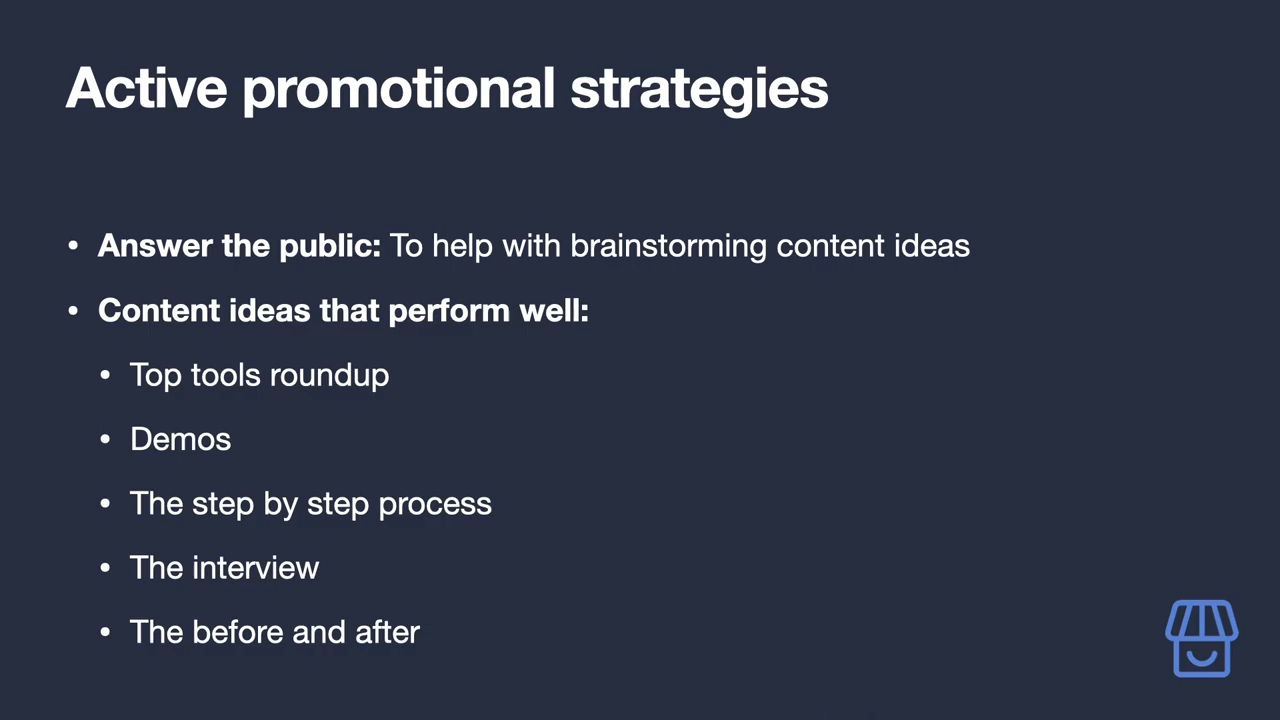 Active promotional strategies
• Answer the public: To help with brainstorming content ideas
• Content ideas that perform well:
• Top tools roundup
• Demos
• The step by step process
• The interview
• The before and after